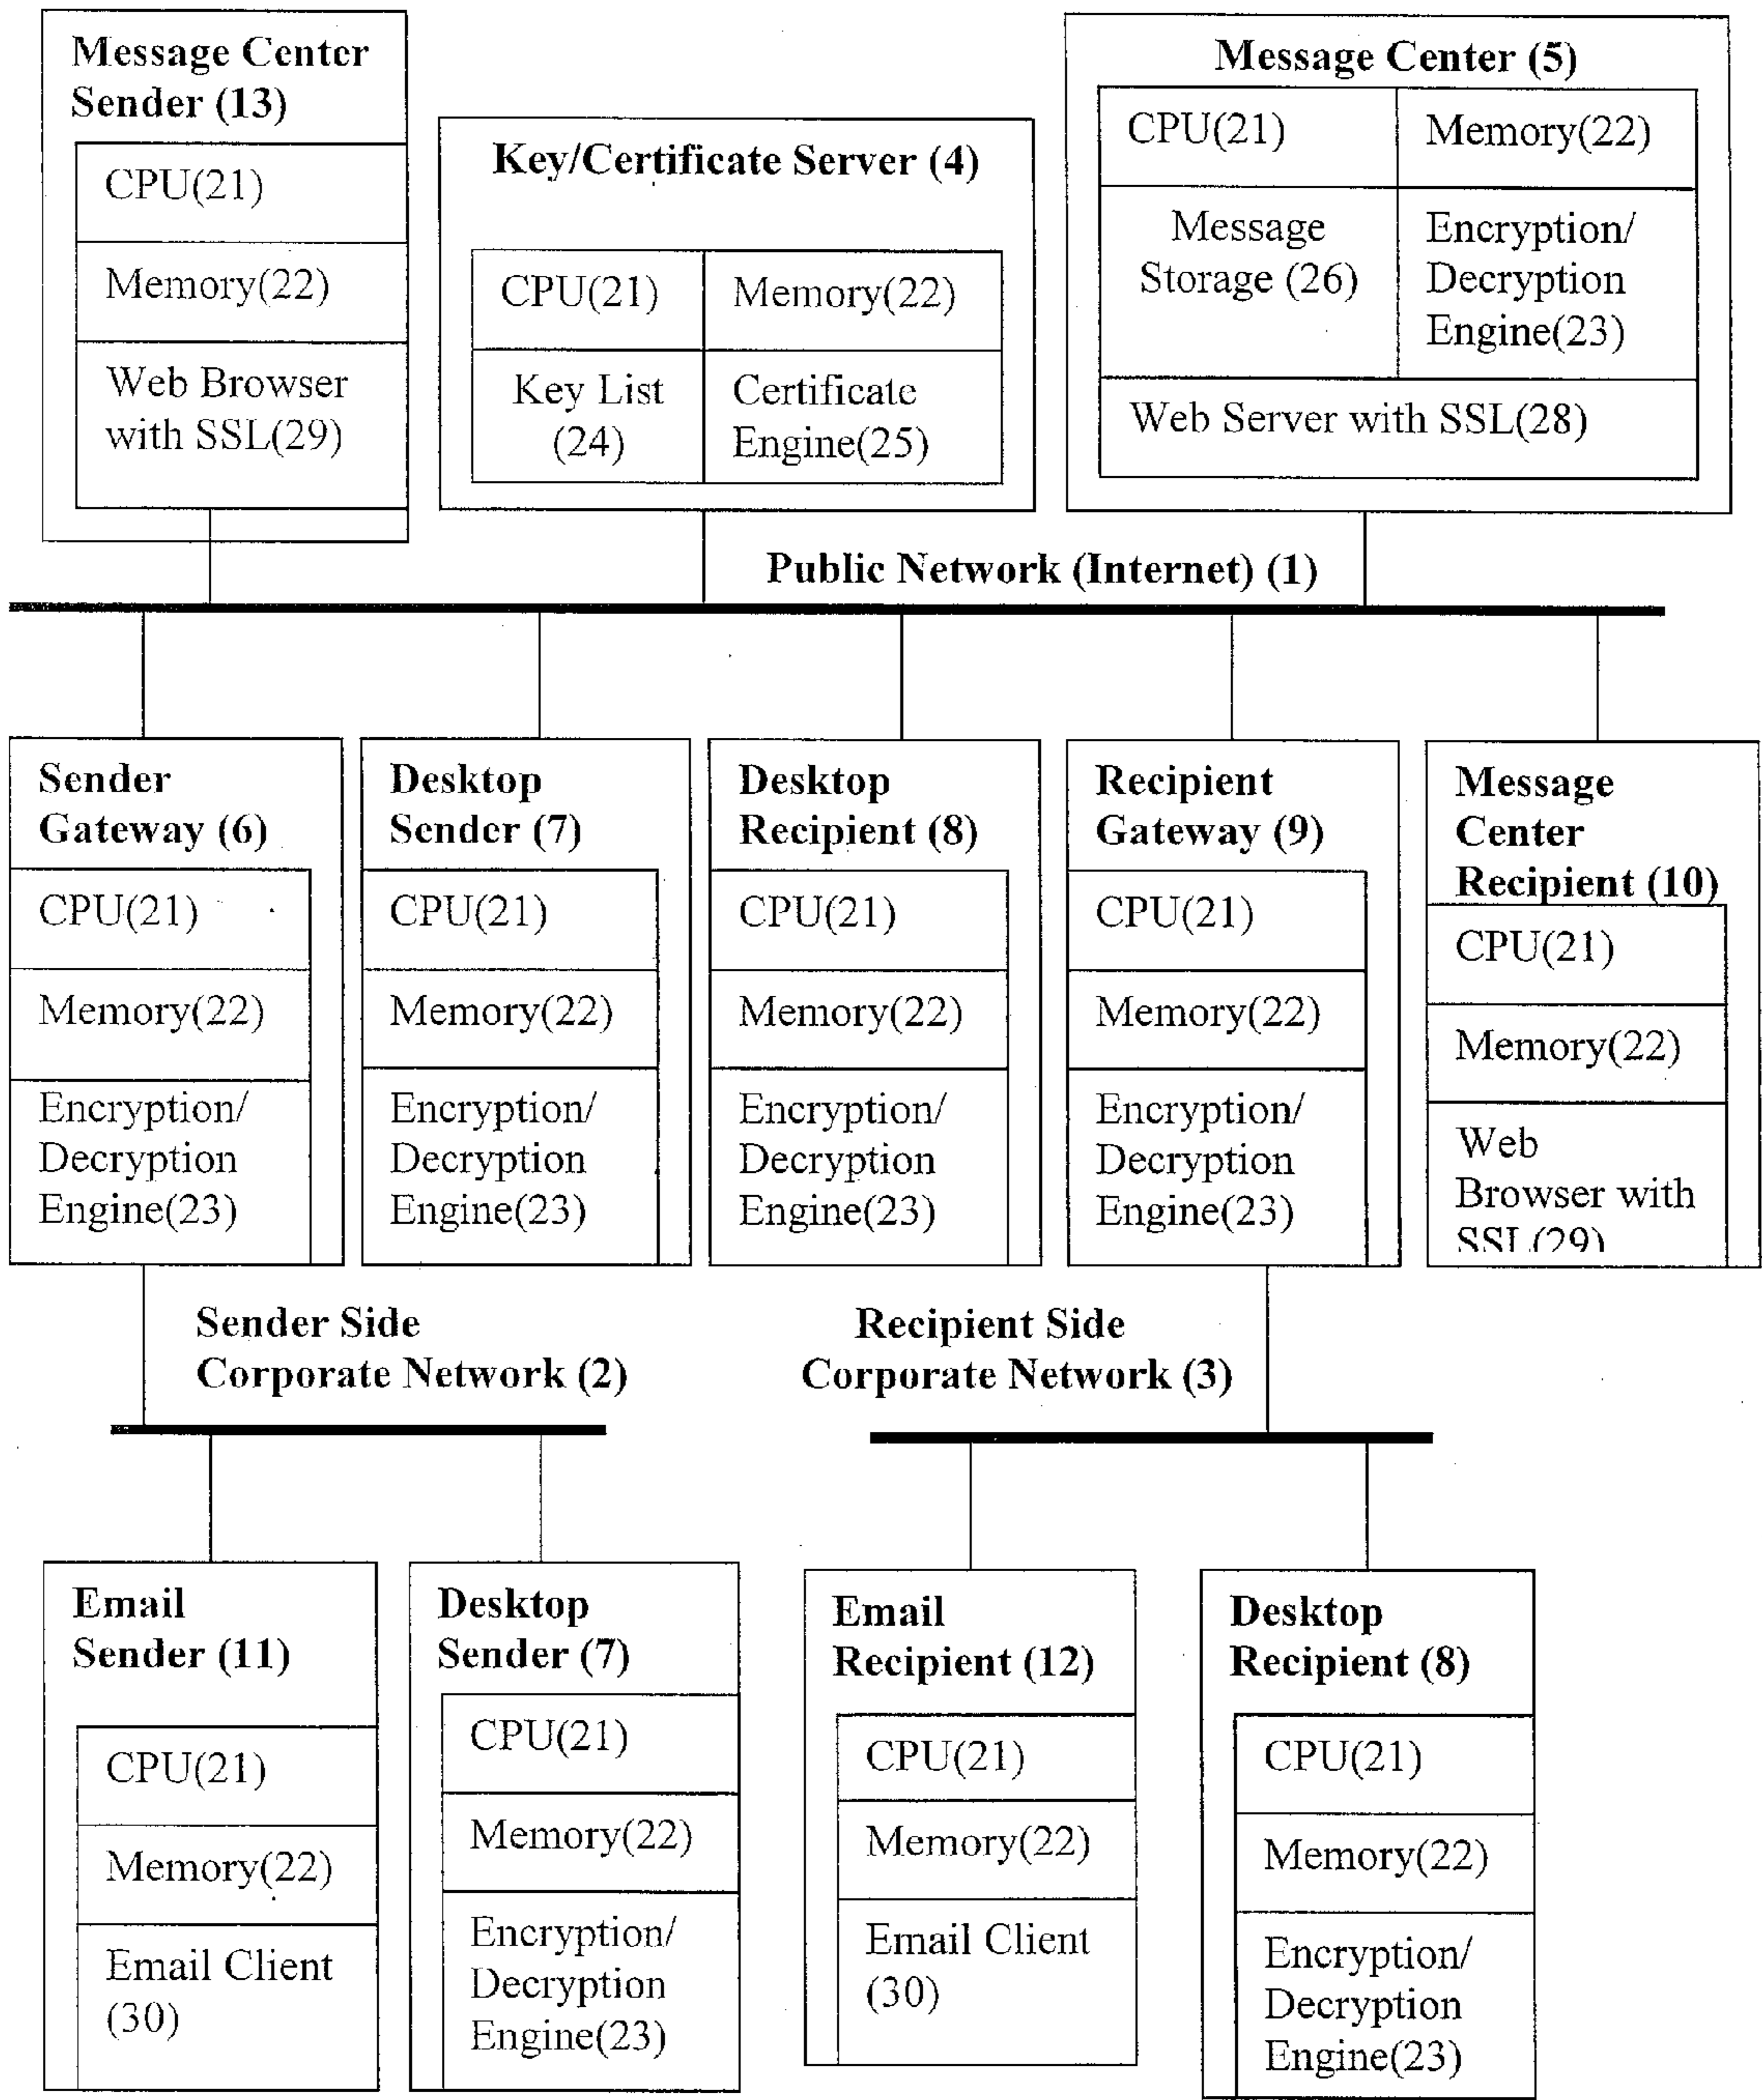 Message Center
Sender (13)
CPU(21)
Memory(22)
Web Browser
with SSL(29)
Key/Certificate Server (4)
CPU(21)
Memory(22)
Key List
(24)
Certificate
Engine(25)
Message Center (5)
CPU(21)
Memory(22)
Message
Storage (26)
Encryption/
Decryption
Engine(23)
Web Server with SSL(28)
Public Network (Internet) (1)
Sender
Gateway (6)
CPU(21)
Memory(22)
Encryption/
Decryption
Engine(23)
Desktop
Sender (7)
CPU(21)
Memory(22)
Encryption/
Decryption
Engine(23)
Desktop
Recipient (8)
CPU(21)
Memory(22)
Encryption/
Decryption
Engine(23)
Recipient
Gateway (9)
CPU(21)
Memory(22)
Encryption/
Decryption
Engine(23)
Message
Center
Recipient (10)
CPU(21)
Memory(22)
Web
Browser with
SSL(29)
Sender Side
Corporate Network (2)
Recipient Side
Corporate Network (3)
Email
Sender (11)
CPU(21)
Memory(22)
Email Client
(30)
Desktop
Sender (7)
CPU(21)
Memory(22)
Encryption/
Decryption
Engine(23)
Email
Recipient (12)
CPU(21)
Memory(22)
Email Client
(30)
Desktop
Recipient (8)
CPU(21)
Memory(22)
Encryption/
Decryption
Engine(23)